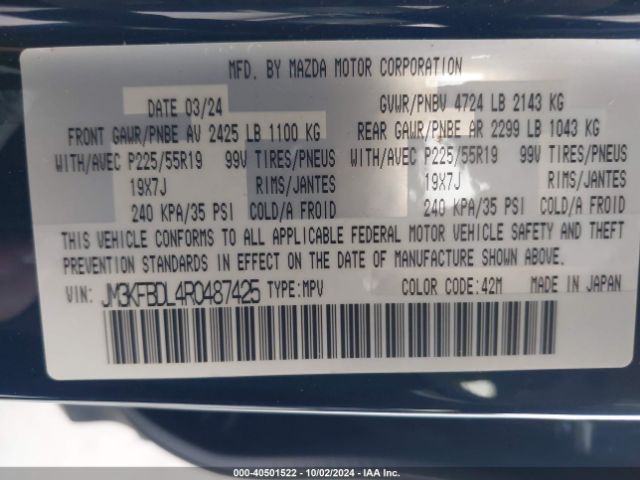 MFD. BY MAZDA MOTOR CORPORATION
DATE 03/24 GVWR/PNBV 4724 LB 2143 KG
FRONT GAWR/PNBE AV 2425 LB 1100 KG REAR GAWR/PNBE AR 2299 LB 1043 KG
WITH/AVEC P225/55R19 99V TIRES/PNEUS WITH/AVEC P225/55R19 99V TIRES/PNEUS
19X7J RIMS/JANTES 19X7J RIMS/JANTES
240 KPA/35 PSI COLD/A FROID 240 KPA/35 PSI COLD/A FROID
THIS VEHICLE CONFORMS TO ALL APPLICABLE FEDERAL MOTOR VEHICLE SAFETY AND THEFT
PREVENTION STANDARDS IN EFFECT ON THE DATE OF MANUFACTURE SHOWN ABOVE.
VIN: JM3KFBDL4R0487425 TYPE:MPV COLOR CODE:42M MADE IN JAPAN
000-40501522 | 10/02/2024 | IAAI.COM